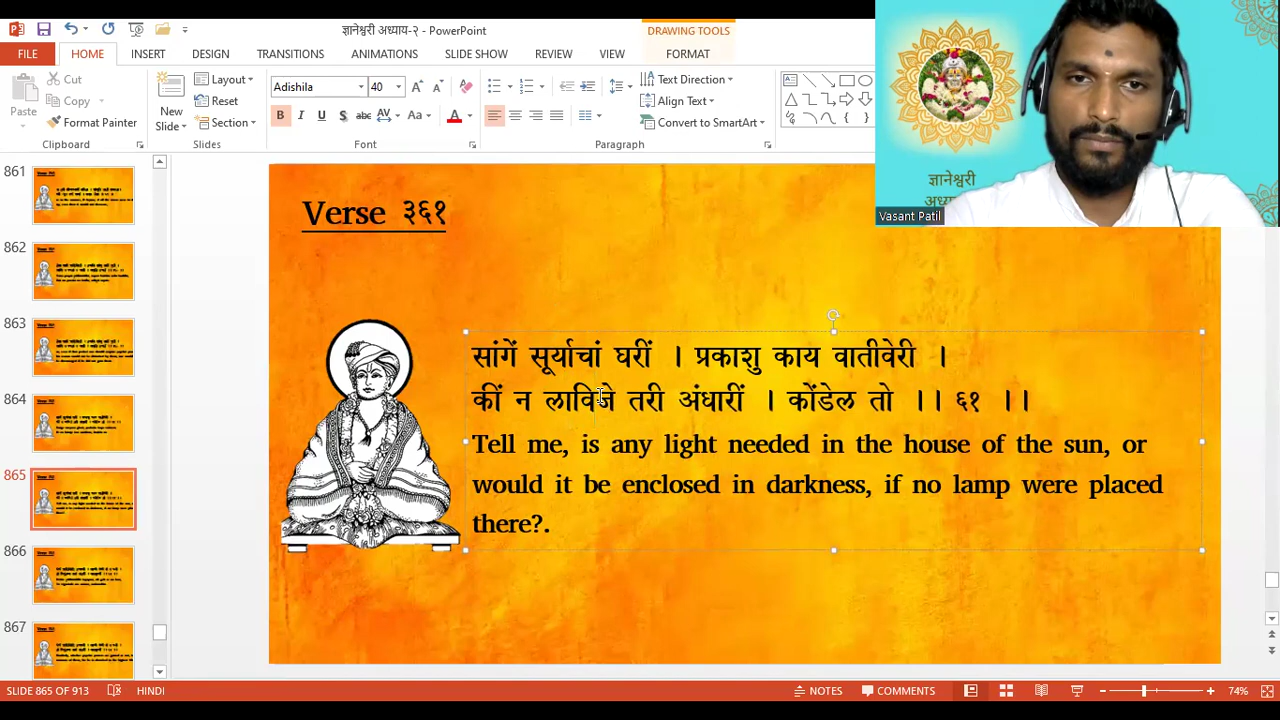 ज्ञानेश्वरी अध्याय-२ - PowerPoint
DRAWING TOOLS
FILE HOME INSERT DESIGN TRANSITIONS ANIMATIONS SLIDE SHOW REVIEW VIEW FORMAT
Paste
Cut
Copy
Format Painter
Clipboard
New Slide
Layout
Reset
Section
Slides
Adishila 40
B I U S abc AV Aa A
Font
Text Direction
Align Text
Convert to SmartArt
Paragraph
ज्ञानेश्वरी
Vasant Patil
861
862
863
864
865
866
867
Verse ३६१
सांगें सूर्याचां घरीं । प्रकाशु काय वातीवेरी ।
कीं न लाविजे तरी अंधारीं । कोंडेल तो ।। ६१ ।।
Tell me, is any light needed in the house of the sun, or
would it be enclosed in darkness, if no lamp were placed
there?.
SLIDE 865 OF 913 HINDI NOTES COMMENTS 74%